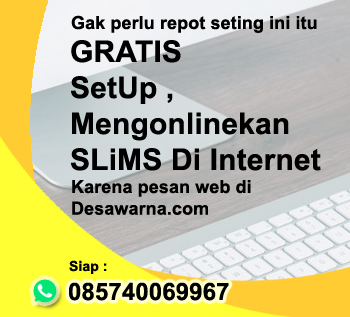 Gak perlu repot seting ini itu
GRATIS
SetUp ,
Mengonlinekan
SLiMS Di Internet
Karena pesan web di
Desawarna.com
Siap :
085740069967